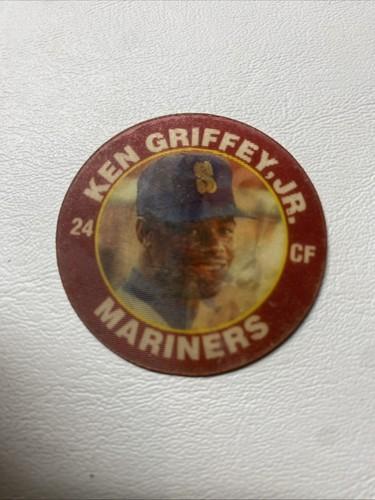 KEN GRIFFEY, JR.
24
CF
MARINERS
S